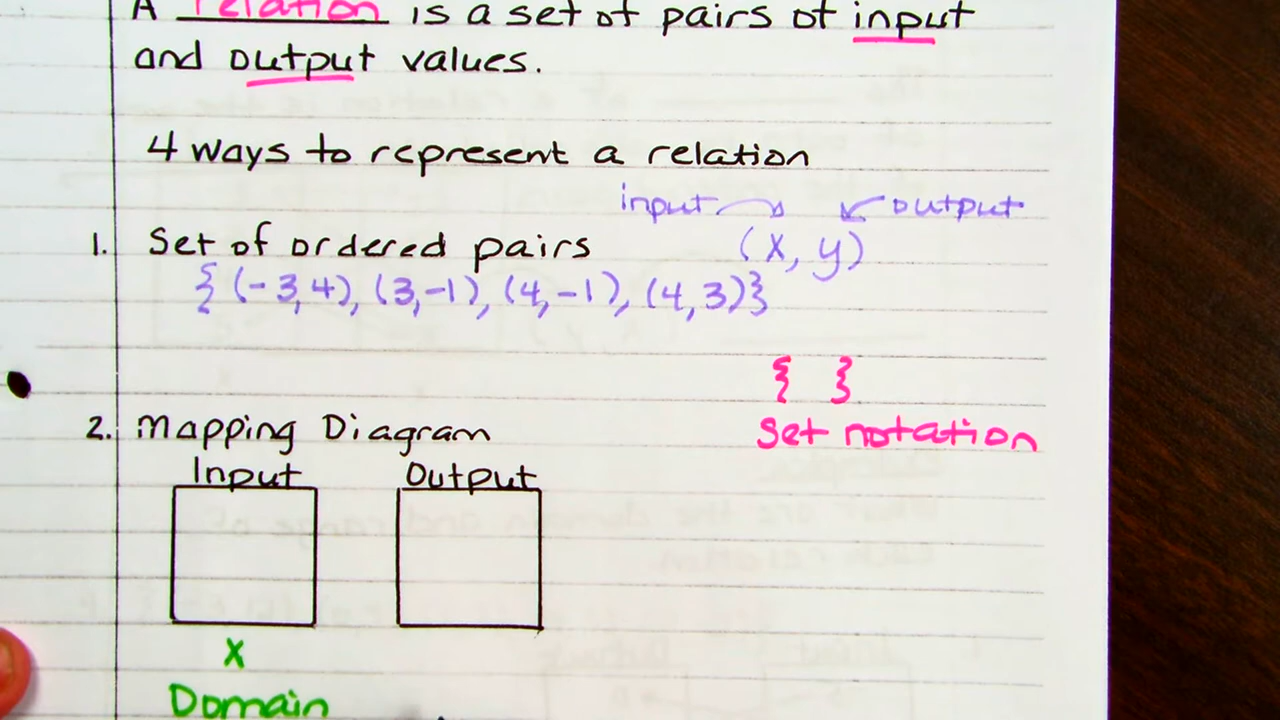 A relation is a set of pairs of input
and output values.
4 ways to represent a relation
input output
1. Set of ordered pairs (x, y)
{(-3,4), (3,-1), (4,-1), (4,3)}
{ }
Set notation
2. Mapping Diagram
Input Output
X
Domain